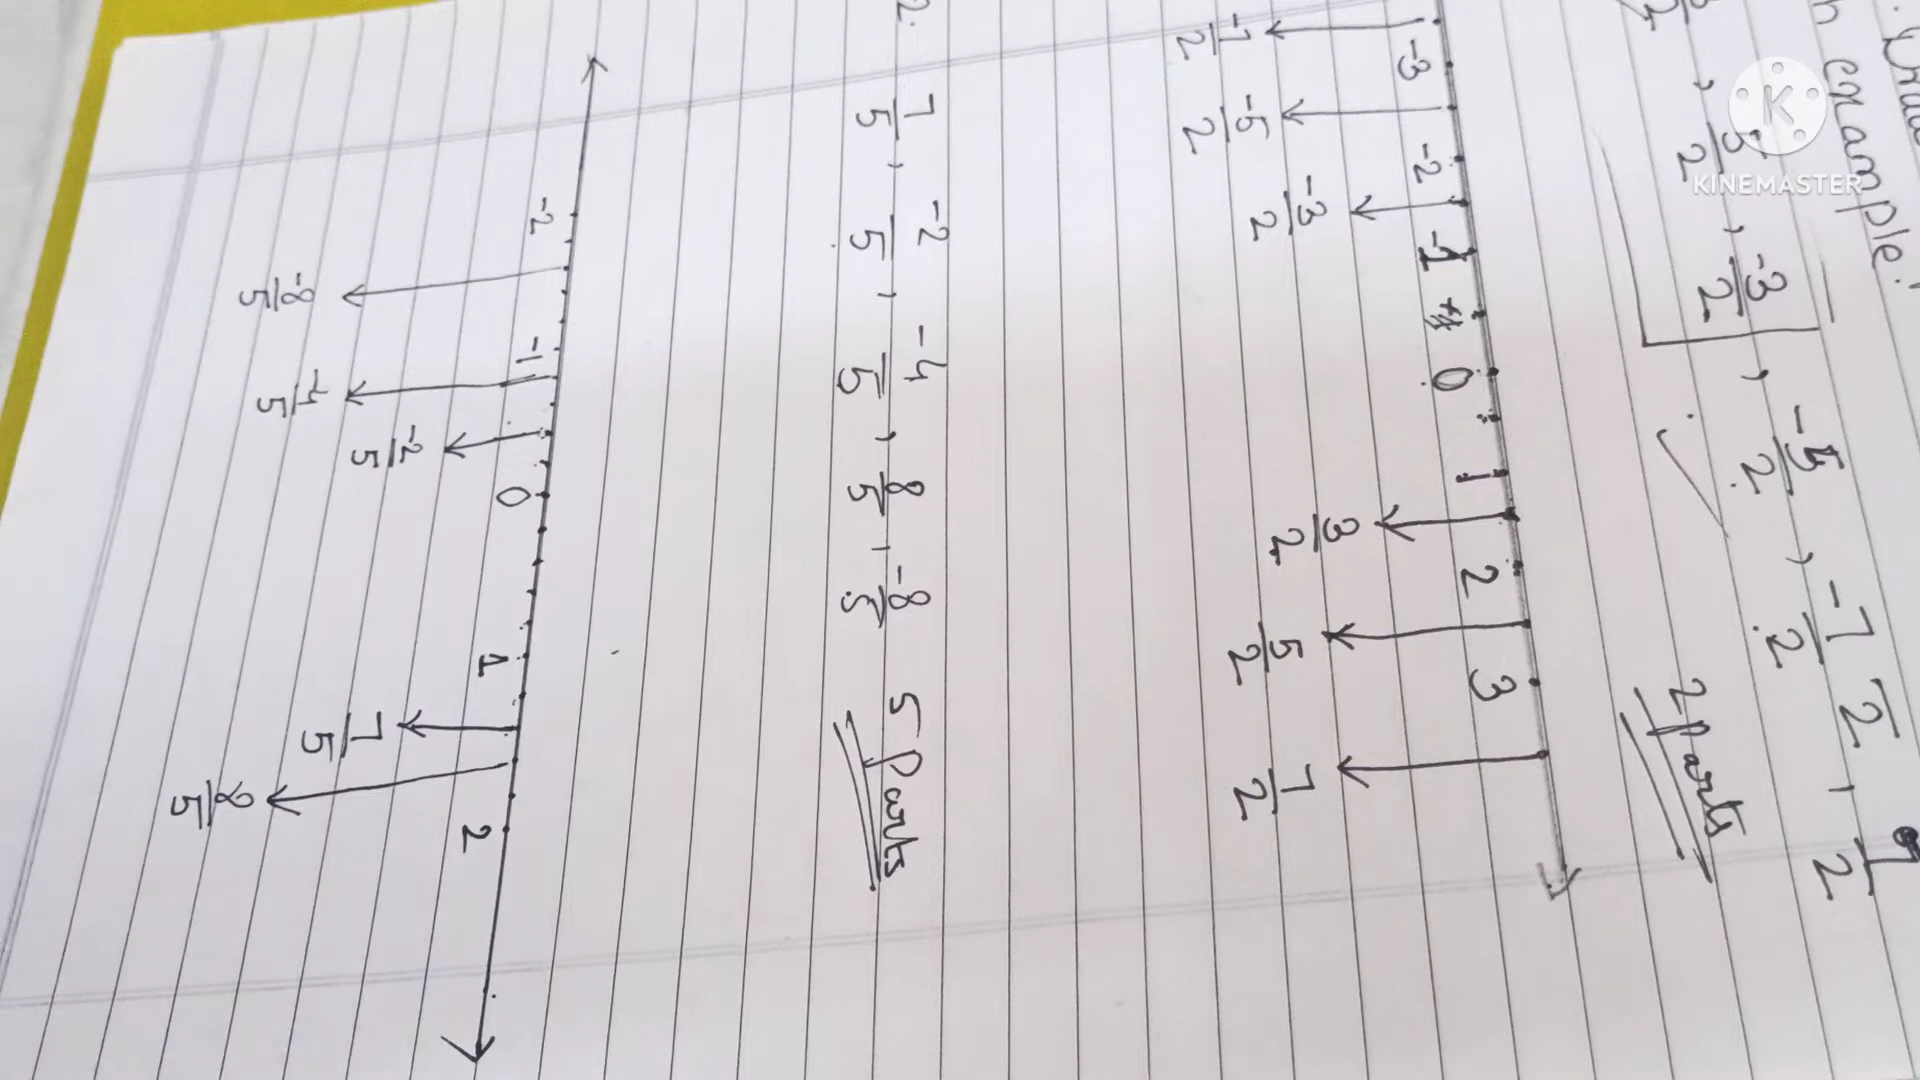 h example.
, 5/2, -3/2, -5/2, -7/2, 7/2
2 Parts
-3 -2 -1 0 1 2 3
-7/2 -5/2 -3/2 3/2 5/2 7/2
2. 7/5, -2/5, -4/5, 8/5, -8/5 5 Parts
-2 -1 0 1 2
-8/5 -4/5 -2/5 7/5 8/5
KINEMASTER